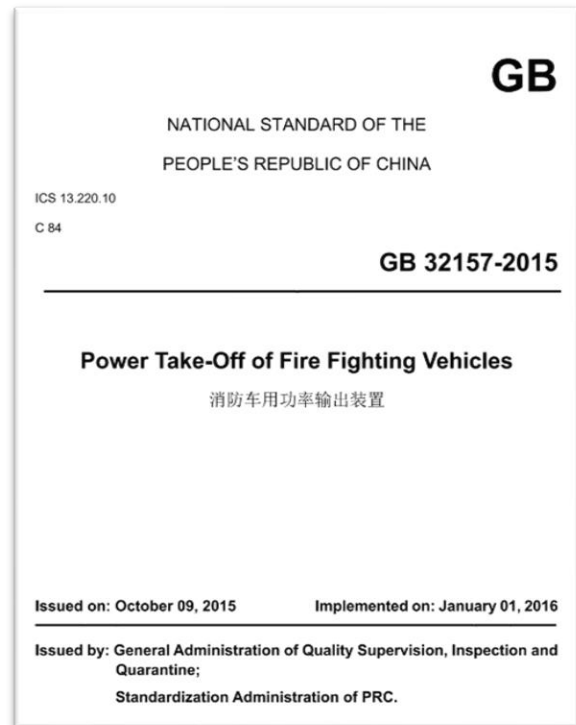 GB
NATIONAL STANDARD OF THE
PEOPLE'S REPUBLIC OF CHINA
ICS 13.220.10
C 84
GB 32157-2015
Power Take-Off of Fire Fighting Vehicles
消防车用功率输出装置
Issued on: October 09, 2015 Implemented on: January 01, 2016
Issued by: General Administration of Quality Supervision, Inspection and
Quarantine;
Standardization Administration of PRC.